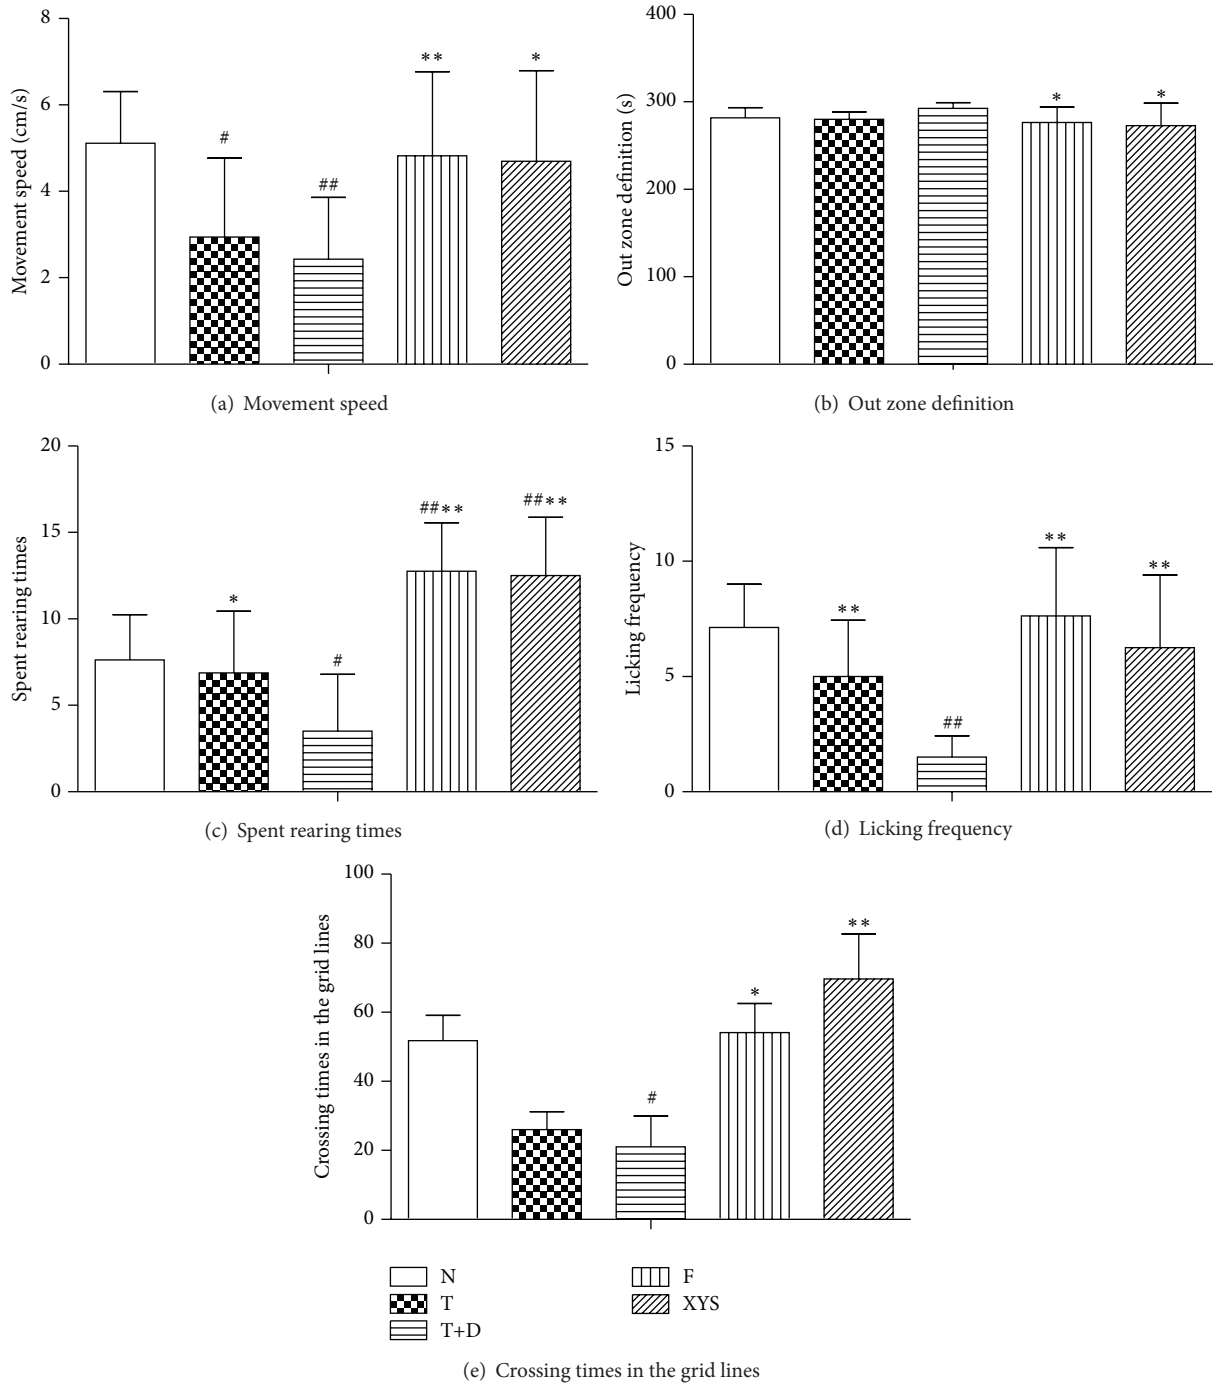 8
6
4
2
0
Movement speed (cm/s)
#
##
**
*
(a) Movement speed
400
300
200
100
0
Out zone definition (s)
*
*
(b) Out zone definition
20
15
10
5
0
Spent rearing times
*
#
##**
##**
(c) Spent rearing times
15
10
5
0
Licking frequency
**
##
**
**
(d) Licking frequency
100
80
60
40
20
0
Crossing times in the grid lines
#
*
**
N
T
T+D
F
XYS
(e) Crossing times in the grid lines